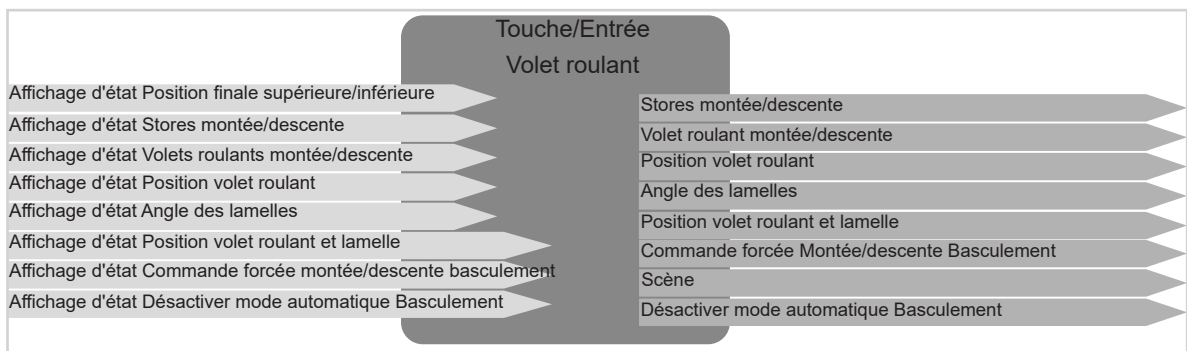 Touche/Entrée
Volet roulant
Affichage d'état Position finale supérieure/inférieure
Affichage d'état Stores montée/descente
Affichage d'état Volets roulants montée/descente
Affichage d'état Position volet roulant
Affichage d'état Angle des lamelles
Affichage d'état Position volet roulant et lamelle
Affichage d'état Commande forcée montée/descente basculement
Affichage d'état Désactiver mode automatique Basculement
Stores montée/descente
Volet roulant montée/descente
Position volet roulant
Angle des lamelles
Position volet roulant et lamelle
Commande forcée Montée/descente Basculement
Scène
Désactiver mode automatique Basculement